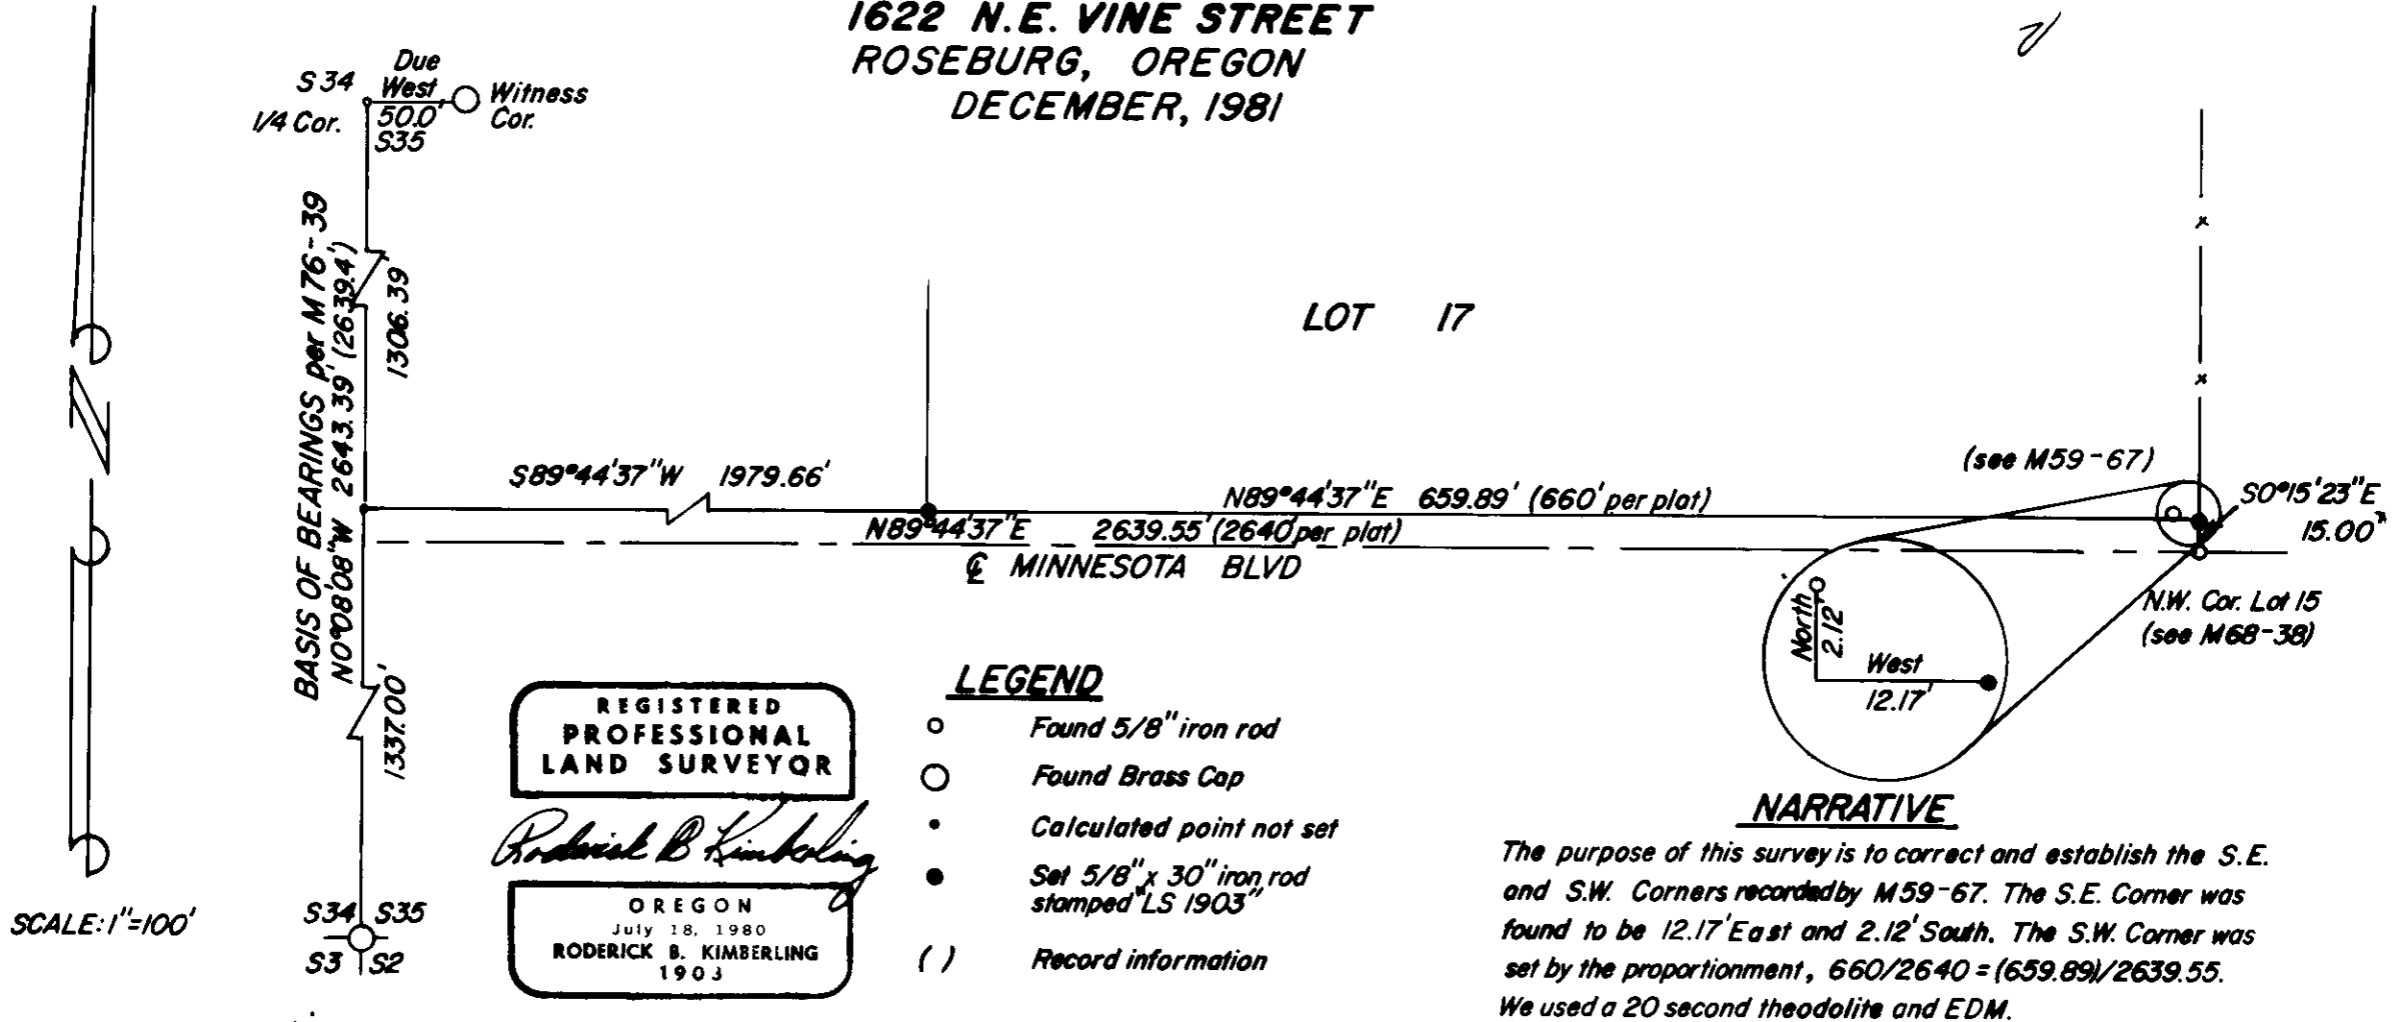 1622 N.E. VINE STREET
ROSEBURG, OREGON
DECEMBER, 1981
S 34
Due
West
50.0'
Witness
Cor.
1/4 Cor.
S35
BASIS OF BEARINGS per M 76-39
N0°08'08"W 2643.39' (2639.4')
1306.39
1337.00'
LOT 17
S89°44'37"W 1979.66'
N89°44'37"E 659.89' (660' per plat)
N89°44'37"E 2639.55' (2640' per plat)
℄ MINNESOTA BLVD
(see M59-67)
S0°15'23"E
15.00'
N.W. Cor. Lot 15
(see M68-38)
North
2.12'
West
12.17'
N
SCALE: 1"=100'
S34 S35
S3 S2
REGISTERED
PROFESSIONAL
LAND SURVEYOR
Roderick B Kimberling
OREGON
July 18, 1980
RODERICK B. KIMBERLING
1903
LEGEND
Found 5/8" iron rod
Found Brass Cap
Calculated point not set
Set 5/8" x 30" iron rod
stamped "LS 1903"
( ) Record information
NARRATIVE
The purpose of this survey is to correct and establish the S.E.
and S.W. Corners recorded by M59-67. The S.E. Corner was
found to be 12.17' East and 2.12' South. The S.W. Corner was
set by the proportionment, 660/2640 = (659.89)/2639.55.
We used a 20 second theodolite and EDM.